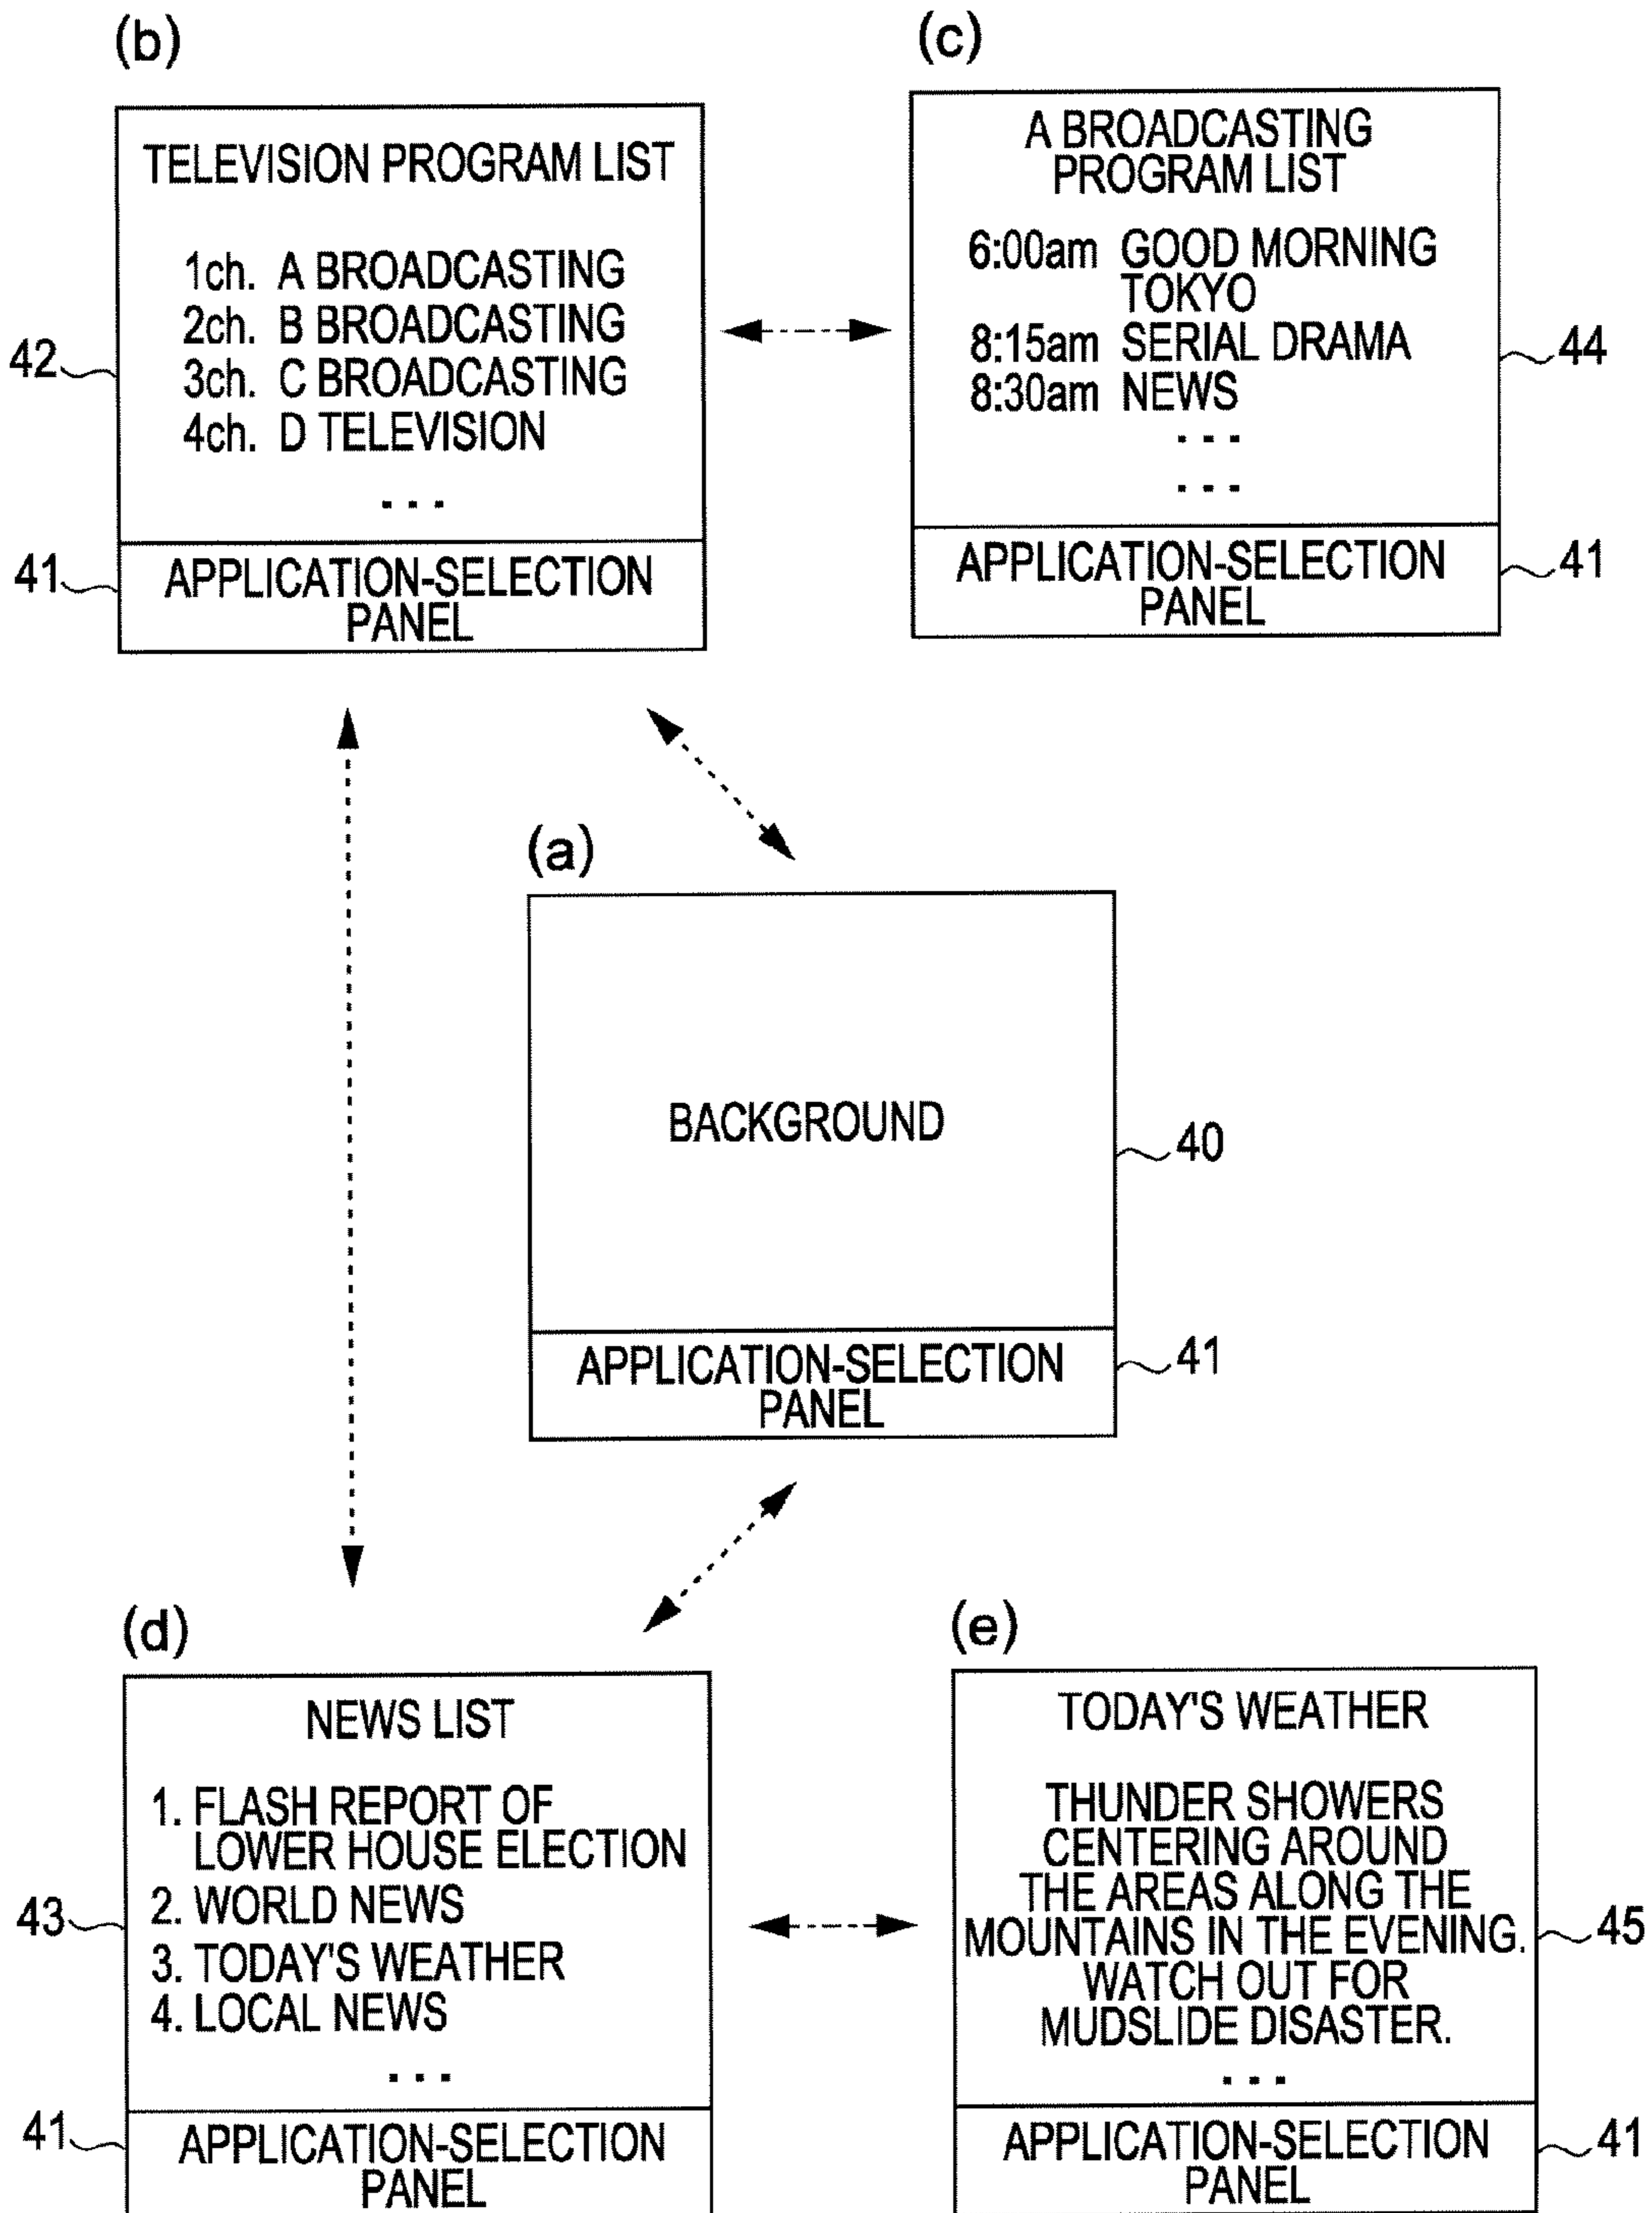 (b)
TELEVISION PROGRAM LIST
1ch. A BROADCASTING
2ch. B BROADCASTING
3ch. C BROADCASTING
4ch. D TELEVISION
...
42
APPLICATION-SELECTION
PANEL
41
(c)
A BROADCASTING
PROGRAM LIST
6:00am GOOD MORNING
TOKYO
8:15am SERIAL DRAMA
8:30am NEWS
...
...
44
APPLICATION-SELECTION
PANEL
41
(a)
BACKGROUND
40
APPLICATION-SELECTION
PANEL
41
(d)
NEWS LIST
1. FLASH REPORT OF
LOWER HOUSE ELECTION
2. WORLD NEWS
3. TODAY'S WEATHER
4. LOCAL NEWS
...
43
APPLICATION-SELECTION
PANEL
41
(e)
TODAY'S WEATHER
THUNDER SHOWERS
CENTERING AROUND
THE AREAS ALONG THE
MOUNTAINS IN THE EVENING.
WATCH OUT FOR
MUDSLIDE DISASTER.
...
45
APPLICATION-SELECTION
PANEL
41